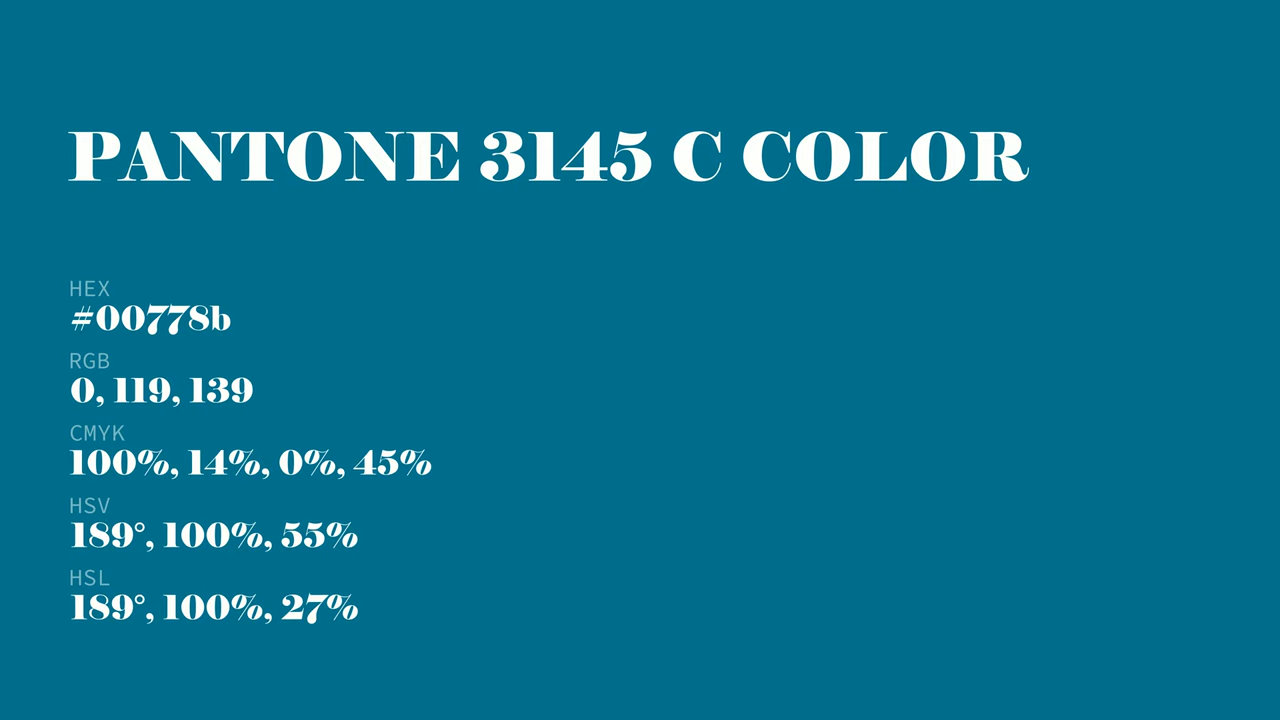 PANTONE 3145 C COLOR
HEX
#00778b
RGB
0, 119, 139
CMYK
100%, 14%, 0%, 45%
HSV
189°, 100%, 55%
HSL
189°, 100%, 27%